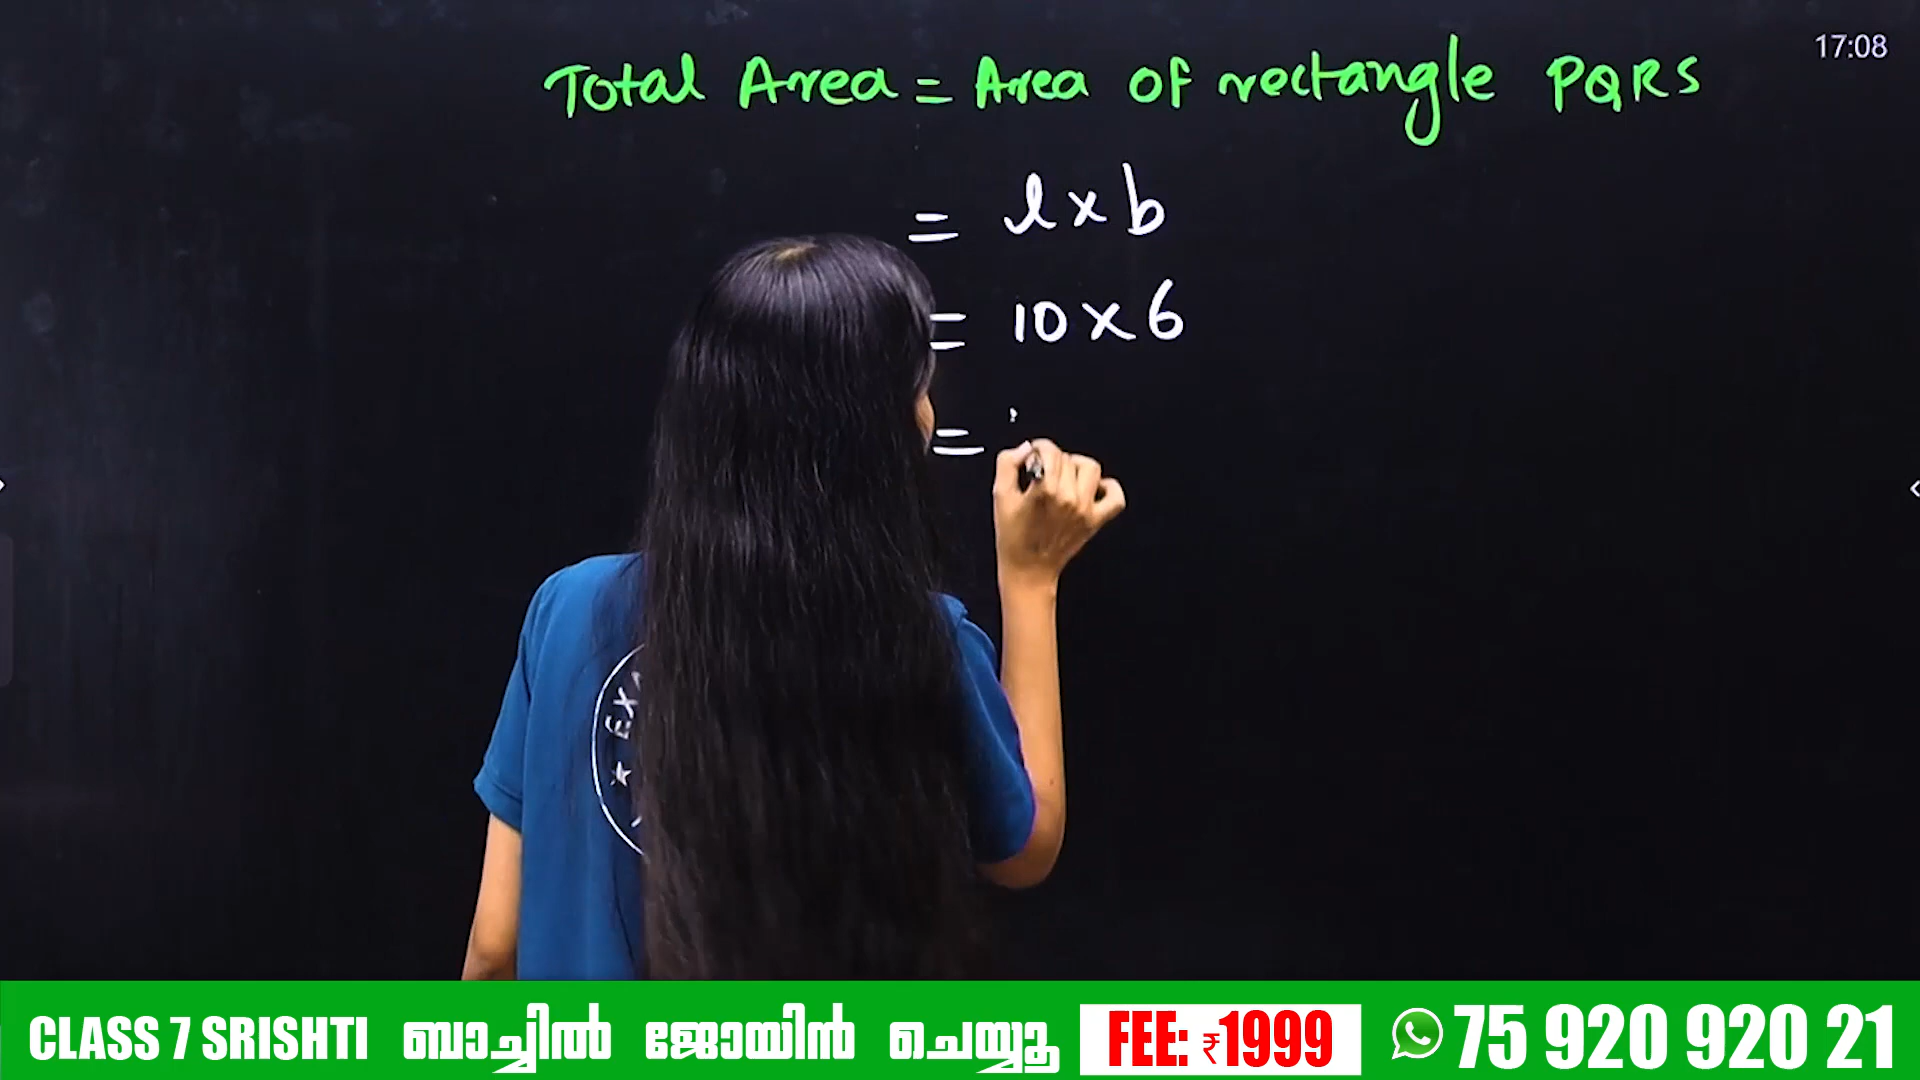 17:08
Total Area = Area of rectangle PQRS
= l x b
= 10 x 6
=
EXA
CLASS 7 SRISHTI ബാച്ചിൽ ജോയിൻ ചെയ്യൂ FEE: ₹1999 75 920 920 21